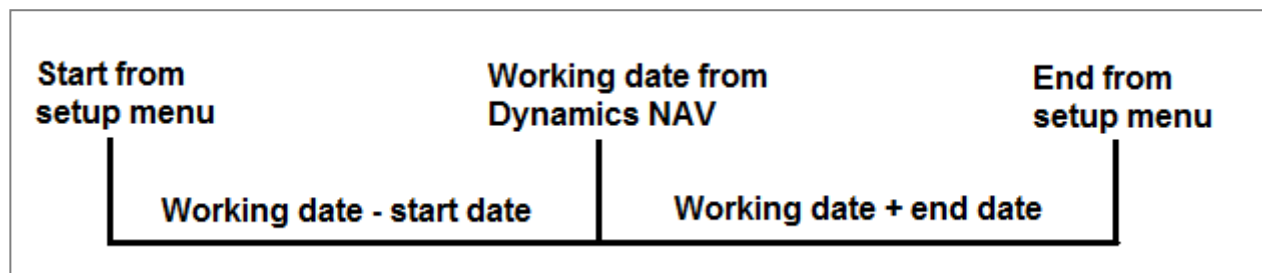 Start from
setup menu
Working date from
Dynamics NAV
End from
setup menu
Working date - start date
Working date + end date